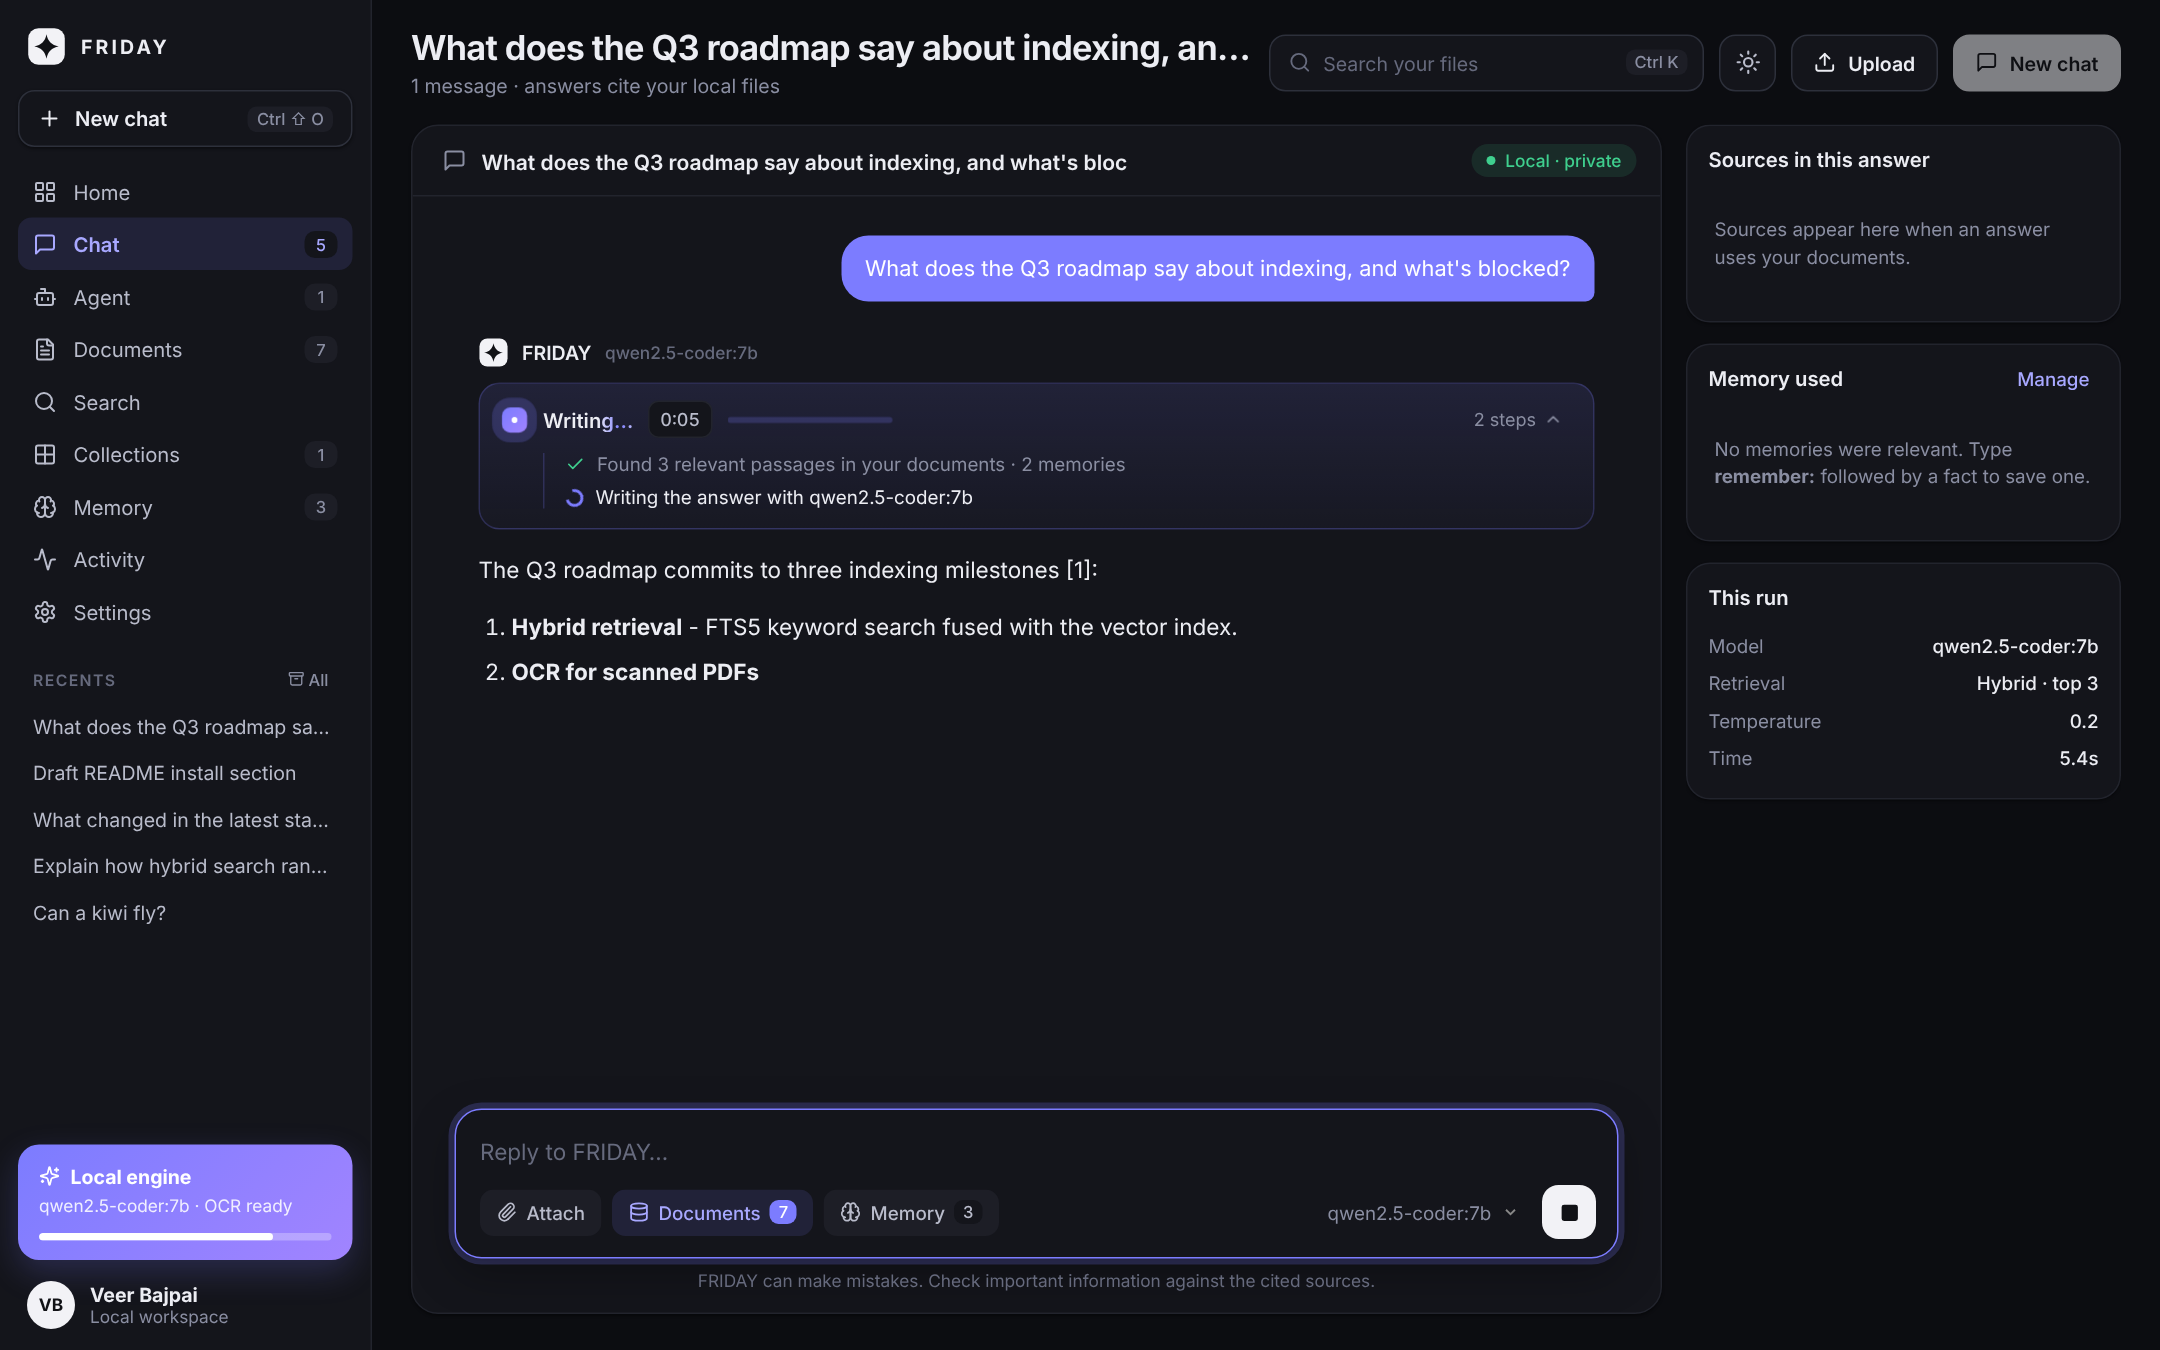 FRIDAY
New chat
Ctrl ⇧ O
Home
Chat 5
Agent 1
Documents 7
Search
Collections 1
Memory 3
Activity
Settings
RECENTS
All
What does the Q3 roadmap sa...
Draft README install section
What changed in the latest sta...
Explain how hybrid search ran...
Can a kiwi fly?
Local engine
qwen2.5-coder:7b · OCR ready
VB
Veer Bajpai
Local workspace
What does the Q3 roadmap say about indexing, an...
1 message · answers cite your local files
Search your files
Ctrl K
Upload
New chat
What does the Q3 roadmap say about indexing, and what's bloc
Local · private
What does the Q3 roadmap say about indexing, and what's blocked?
FRIDAY qwen2.5-coder:7b
Writing... 0:05
2 steps
Found 3 relevant passages in your documents · 2 memories
Writing the answer with qwen2.5-coder:7b
The Q3 roadmap commits to three indexing milestones [1]:
1. Hybrid retrieval - FTS5 keyword search fused with the vector index.
2. OCR for scanned PDFs
Reply to FRIDAY...
Attach
Documents 7
Memory 3
qwen2.5-coder:7b
FRIDAY can make mistakes. Check important information against the cited sources.
Sources in this answer
Sources appear here when an answer
uses your documents.
Memory used
Manage
No memories were relevant. Type
remember: followed by a fact to save one.
This run
Model qwen2.5-coder:7b
Retrieval Hybrid · top 3
Temperature 0.2
Time 5.4s